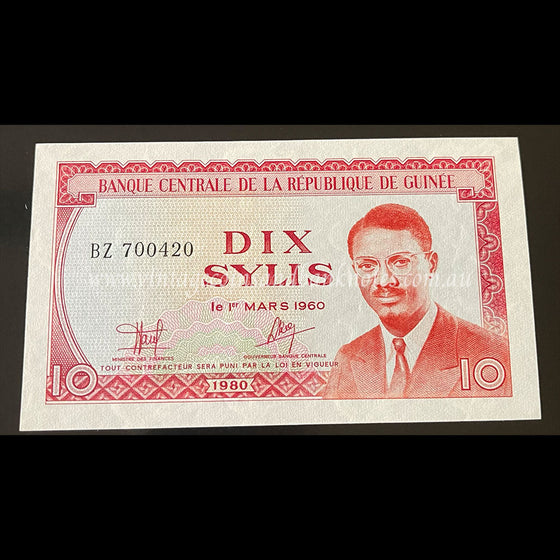 BANQUE CENTRALE DE LA RÉPUBLIQUE DE GUINÉE
BZ 700420
DIX
SYLIS
le 1er MARS 1960
MINISTRE DES FINANCES
GOUVERNEUR BANQUE CENTRALE
TOUT CONTREFACTEUR SERA PUNI PAR LA LOI EN VIGUEUR
10
1980
10